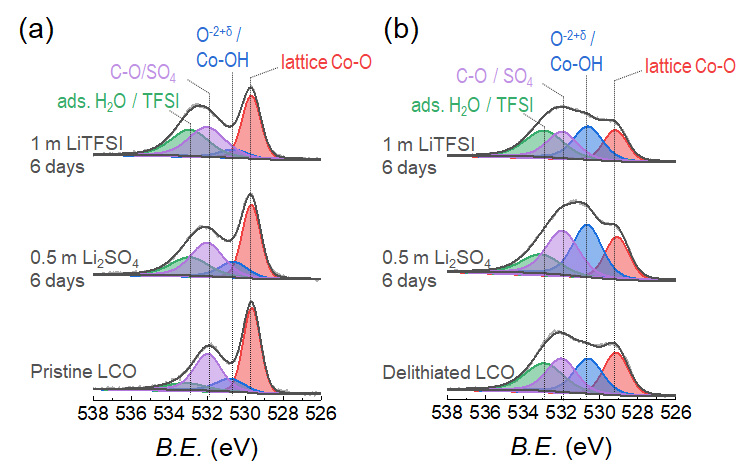 (a)
O⁻²⁺ᵟ /
Co-OH
C-O/SO₄
lattice Co-O
ads. H₂O / TFSI
1 m LiTFSI
6 days
0.5 m Li₂SO₄
6 days
Pristine LCO
538 536 534 532 530 528 526
B.E. (eV)
(b)
O⁻²⁺ᵟ /
Co-OH
C-O / SO₄
lattice Co-O
ads. H₂O / TFSI
1 m LiTFSI
6 days
0.5 m Li₂SO₄
6 days
Delithiated LCO
538 536 534 532 530 528 526
B.E. (eV)